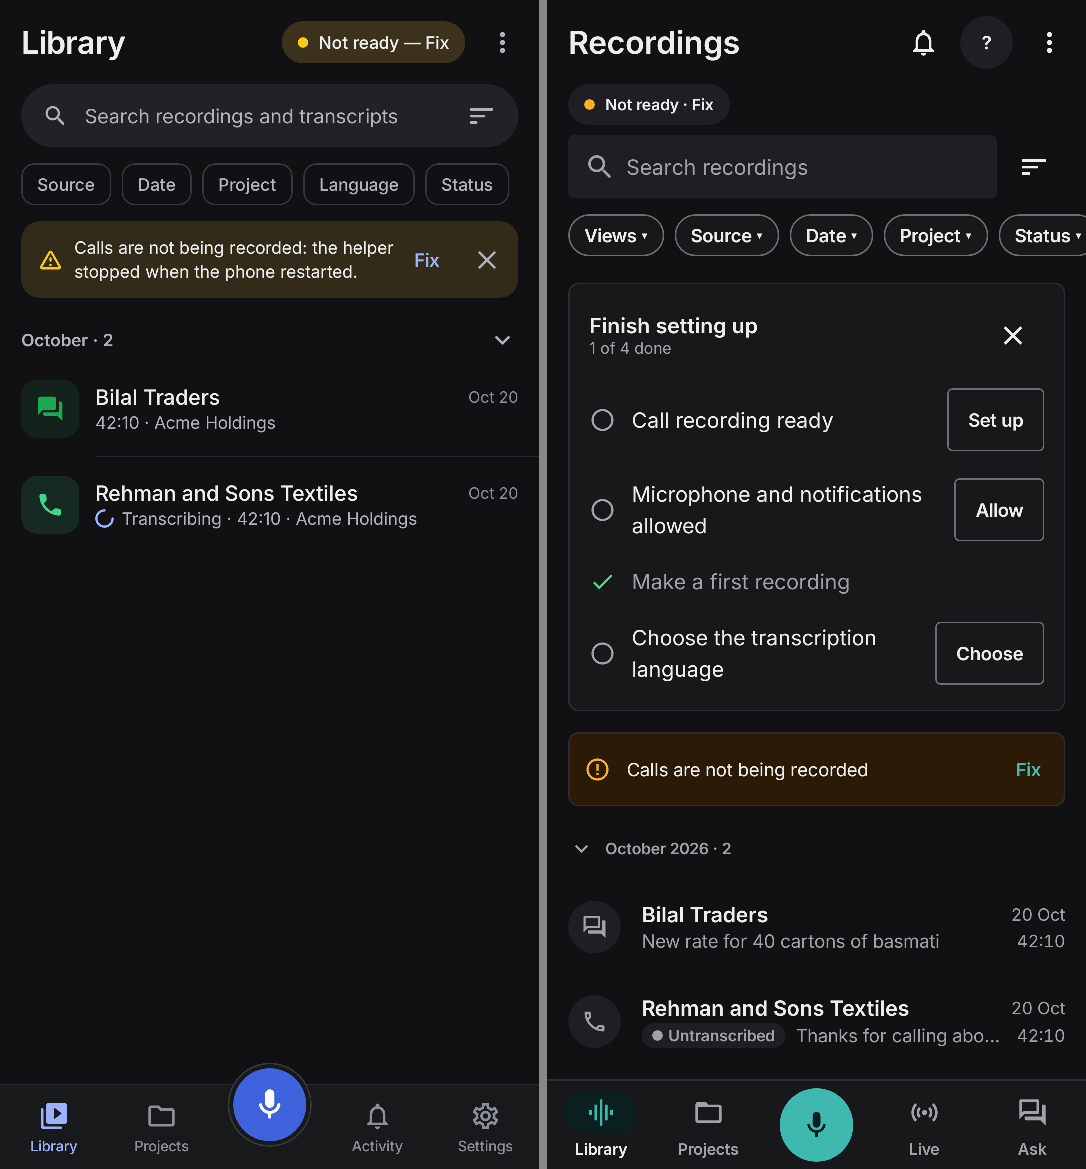 Library
Not ready — Fix
Search recordings and transcripts
Source
Date
Project
Language
Status
Calls are not being recorded: the helper
stopped when the phone restarted.
Fix
October · 2
Bilal Traders
Oct 20
42:10 · Acme Holdings
Rehman and Sons Textiles
Oct 20
Transcribing · 42:10 · Acme Holdings
Library
Projects
Activity
Settings
Recordings
?
Not ready · Fix
Search recordings
Views
Source
Date
Project
Status
Finish setting up
1 of 4 done
Call recording ready
Set up
Microphone and notifications
allowed
Allow
Make a first recording
Choose the transcription
language
Choose
Calls are not being recorded
Fix
October 2026 · 2
Bilal Traders
20 Oct
New rate for 40 cartons of basmati
42:10
Rehman and Sons Textiles
20 Oct
Untranscribed
Thanks for calling abo...
42:10
Library
Projects
Live
Ask